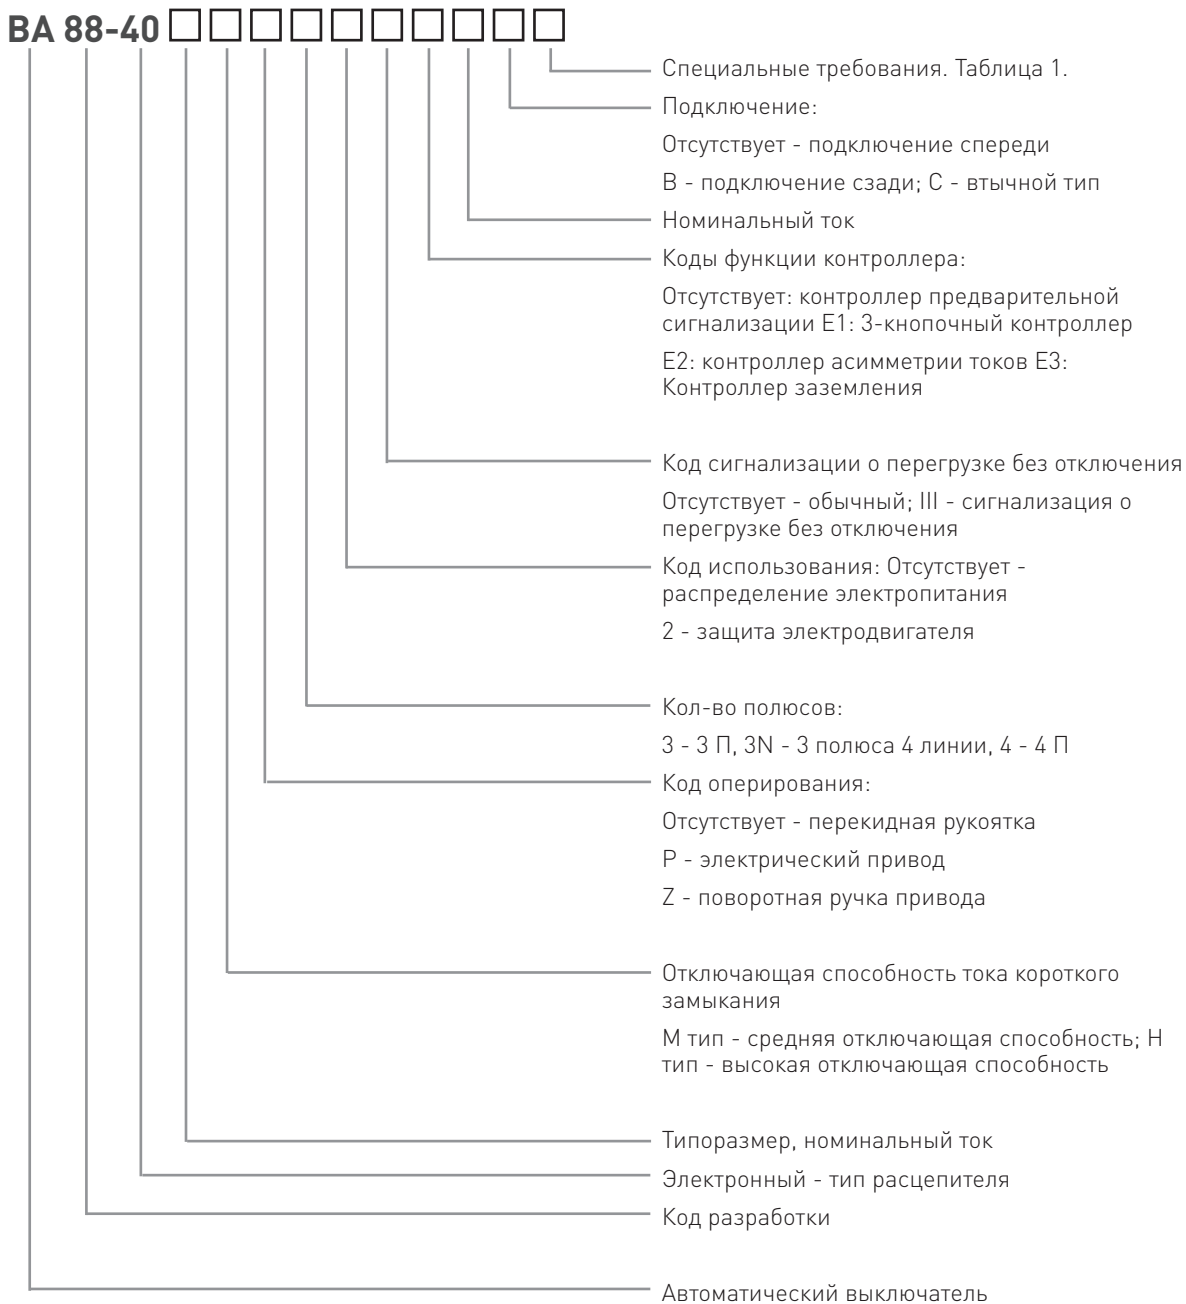 ВА 88-40
Специальные требования. Таблица 1.
Подключение:
Отсутствует - подключение спереди
В - подключение сзади; С - втычной тип
Номинальный ток
Коды функции контроллера:
Отсутствует: контроллер предварительной
сигнализации Е1: 3-кнопочный контроллер
Е2: контроллер асимметрии токов Е3:
Контроллер заземления
Код сигнализации о перегрузке без отключения
Отсутствует - обычный; III - сигнализация о
перегрузке без отключения
Код использования: Отсутствует -
распределение электропитания
2 - защита электродвигателя
Кол-во полюсов:
3 - 3 П, 3N - 3 полюса 4 линии, 4 - 4 П
Код оперирования:
Отсутствует - перекидная рукоятка
P - электрический привод
Z - поворотная ручка привода
Отключающая способность тока короткого
замыкания
М тип - средняя отключающая способность; Н
тип - высокая отключающая способность
Типоразмер, номинальный ток
Электронный - тип расцепителя
Код разработки
Автоматический выключатель